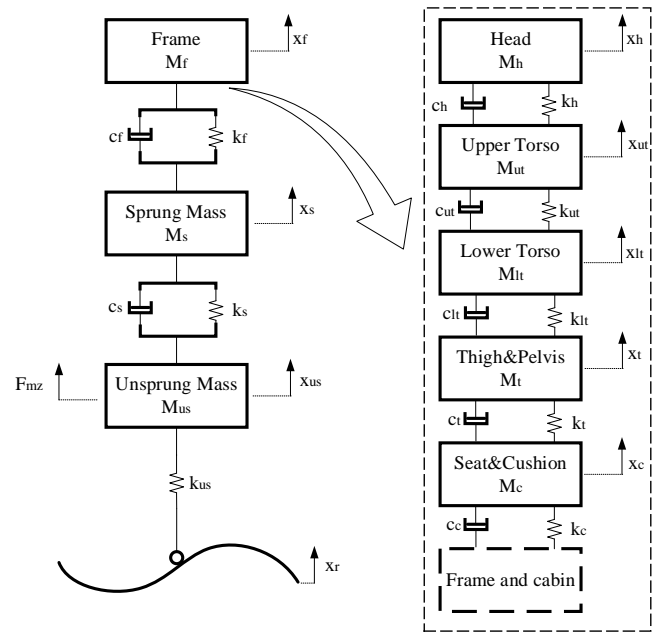 Frame
Mf
xf
cf
kf
Sprung Mass
Ms
xs
cs
ks
Fmz
Unsprung Mass
Mus
xus
kus
xr
Head
Mh
xh
ch
kh
Upper Torso
Mut
xut
cut
kut
Lower Torso
Mlt
xlt
clt
klt
Thigh&Pelvis
Mt
xt
ct
kt
Seat&Cushion
Mc
xc
cc
kc
Frame and cabin